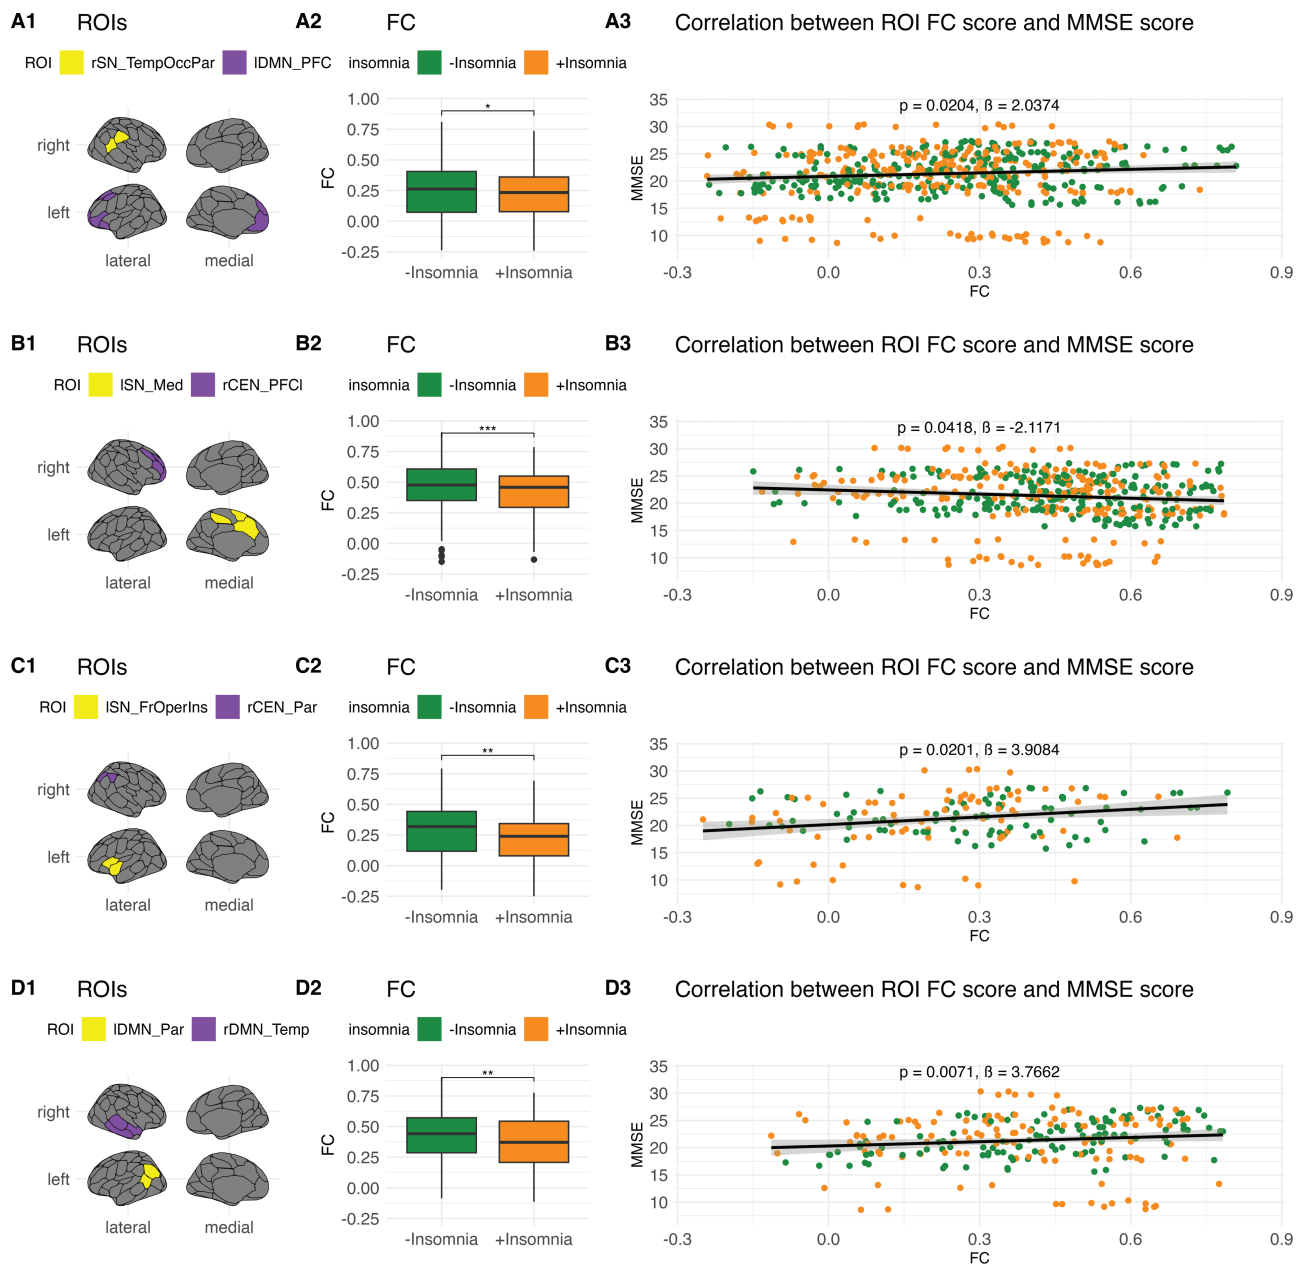 A1 ROIs A2 FC A3 Correlation between ROI FC score and MMSE score
ROI rSN_TempOccPar lDMN_PFC insomnia -Insomnia +Insomnia
right
left
lateral medial
FC
1.00
0.75
0.50
0.25
0.00
-0.25
*
-Insomnia +Insomnia
MMSE
35
30
25
20
15
10
p = 0.0204, ß = 2.0374
-0.3 0.0 0.3 0.6 0.9
FC
B1 ROIs B2 FC B3 Correlation between ROI FC score and MMSE score
ROI lSN_Med rCEN_PFCl insomnia -Insomnia +Insomnia
right
left
lateral medial
FC
1.00
0.75
0.50
0.25
0.00
-0.25
***
-Insomnia +Insomnia
MMSE
35
30
25
20
15
10
p = 0.0418, ß = -2.1171
-0.3 0.0 0.3 0.6 0.9
FC
C1 ROIs C2 FC C3 Correlation between ROI FC score and MMSE score
ROI lSN_FrOperIns rCEN_Par insomnia -Insomnia +Insomnia
right
left
lateral medial
FC
1.00
0.75
0.50
0.25
0.00
-0.25
**
-Insomnia +Insomnia
MMSE
35
30
25
20
15
10
p = 0.0201, ß = 3.9084
-0.3 0.0 0.3 0.6 0.9
FC
D1 ROIs D2 FC D3 Correlation between ROI FC score and MMSE score
ROI lDMN_Par rDMN_Temp insomnia -Insomnia +Insomnia
right
left
lateral medial
FC
1.00
0.75
0.50
0.25
0.00
-0.25
**
-Insomnia +Insomnia
MMSE
35
30
25
20
15
10
p = 0.0071, ß = 3.7662
-0.3 0.0 0.3 0.6 0.9
FC